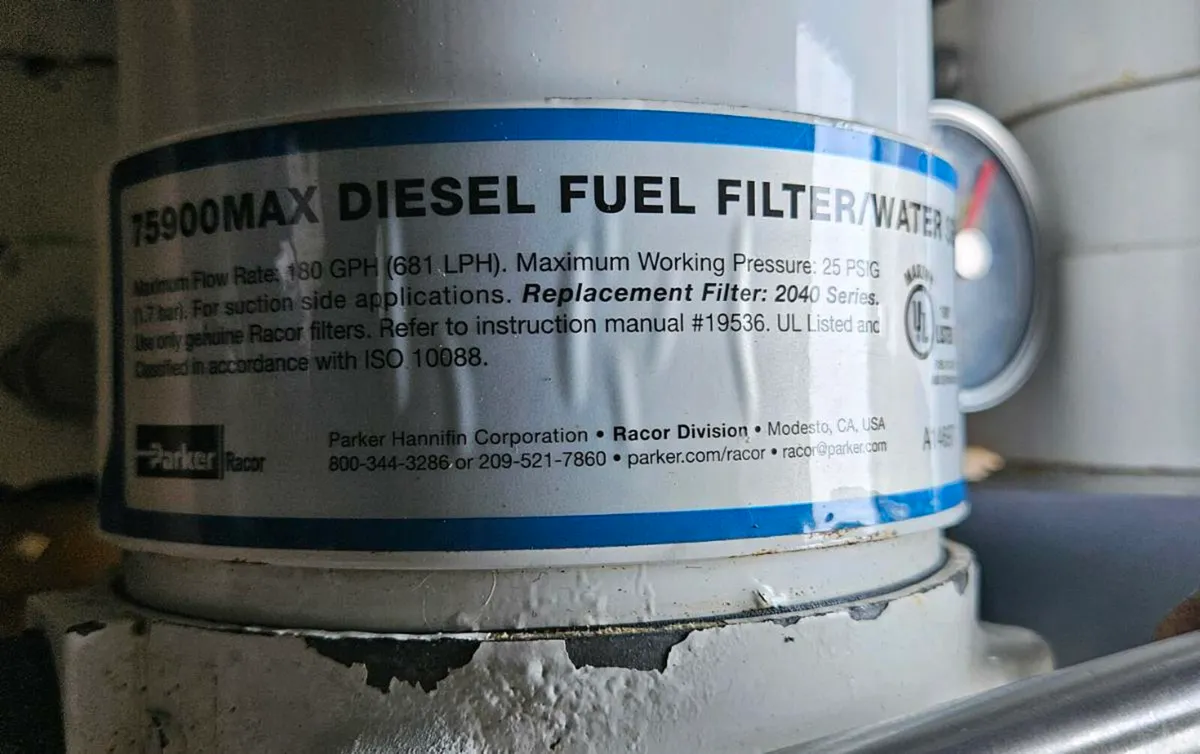 75900MAX DIESEL FUEL FILTER/WATER
Maximum Flow Rate: 180 GPH (681 LPH). Maximum Working Pressure: 25 PSIG
(1.7 bar). For suction side applications. Replacement Filter: 2040 Series.
Use only genuine Racor filters. Refer to instruction manual #19536. UL Listed and
Classified in accordance with ISO 10088.
MARINE
UL
LISTED
Parker Racor
Parker Hannifin Corporation • Racor Division • Modesto, CA, USA
800-344-3286 or 209-521-7860 • parker.com/racor • racor@parker.com